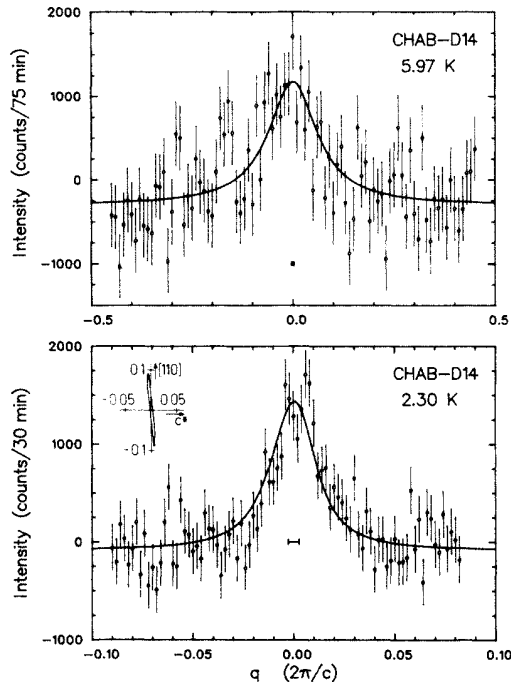 2000
CHAB-D14
5.97 K
1000
0
-1000
Intensity (counts/75 min)
-0.5
0.0
0.5
2000
CHAB-D14
2.30 K
0.1
[110]
-0.05
0.05
c*
-0.1
1000
0
-1000
Intensity (counts/30 min)
-0.10
-0.05
0.00
0.05
0.10
q (2π/c)